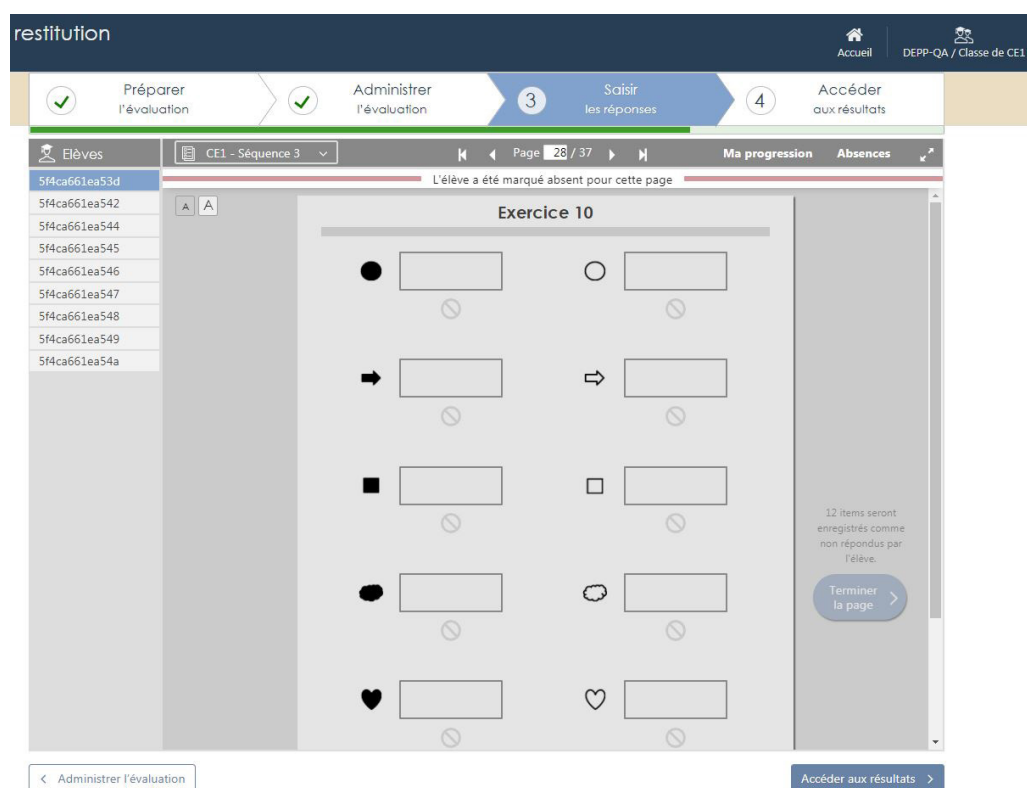 restitution
Accueil
DEPP-QA / Classe de CE1
Préparer
l'évaluation
Administrer
l'évaluation
3
Saisir
les réponses
4
Accéder
aux résultats
Elèves
CE1 - Séquence 3
Page 28 / 37
Ma progression
Absences
5f4ca661ea53d
L'élève a été marqué absent pour cette page
5f4ca661ea542
5f4ca661ea544
5f4ca661ea545
5f4ca661ea546
5f4ca661ea547
5f4ca661ea548
5f4ca661ea549
5f4ca661ea54a
A A
Exercice 10
12 items seront
enregistrés comme
non répondus par
l'élève.
Terminer
la page
Administrer l'évaluation
Accéder aux résultats